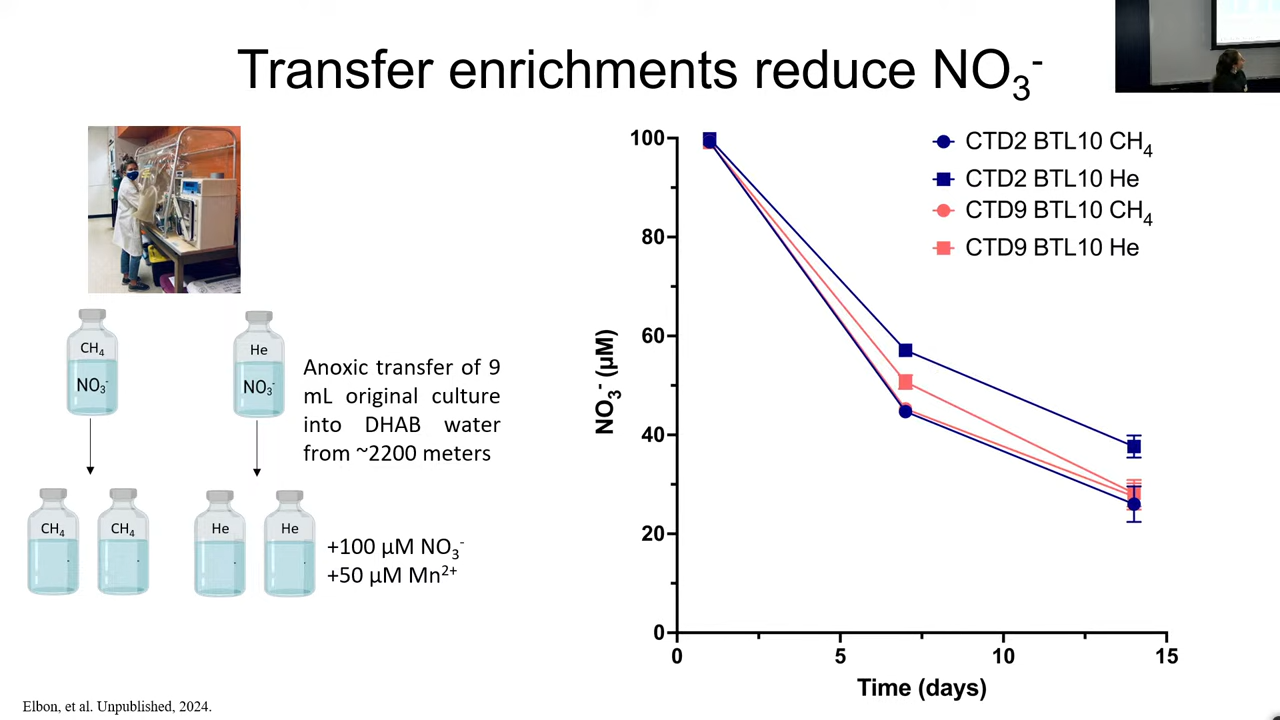 Transfer enrichments reduce NO₃⁻
CH₄
NO₃⁻
He
NO₃⁻
Anoxic transfer of 9
mL original culture
into DHAB water
from ~2200 meters
CH₄
CH₄
He
He
+100 µM NO₃⁻
+50 µM Mn²⁺
Elbon, et al. Unpublished, 2024.
NO₃⁻ (µM)
100
80
60
40
20
0
0
5
10
15
Time (days)
CTD2 BTL10 CH₄
CTD2 BTL10 He
CTD9 BTL10 CH₄
CTD9 BTL10 He